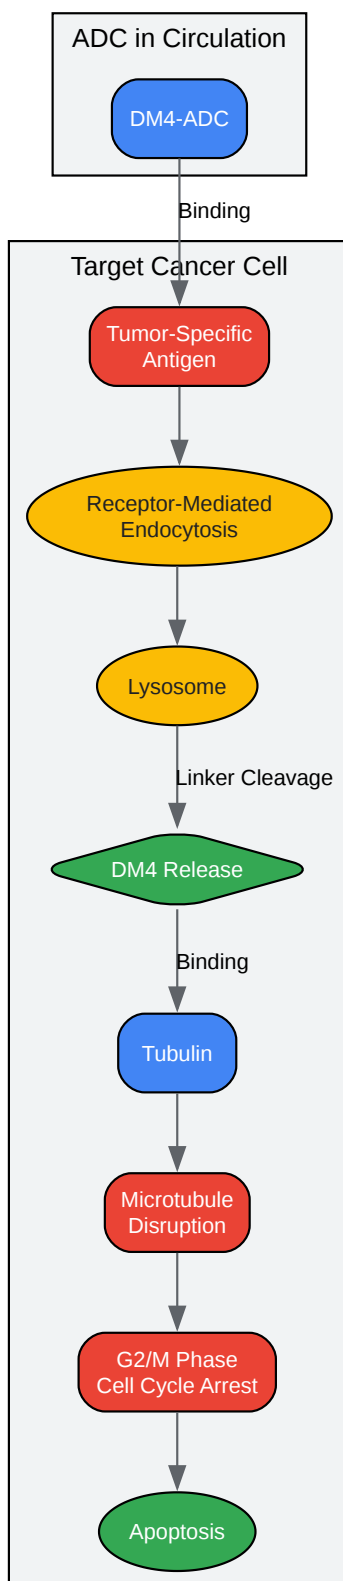 ADC in Circulation
DM4-ADC
Binding
Target Cancer Cell
Tumor-Specific
Antigen
Receptor-Mediated
Endocytosis
Lysosome
Linker Cleavage
DM4 Release
Binding
Tubulin
Microtubule
Disruption
G2/M Phase
Cell Cycle Arrest
Apoptosis